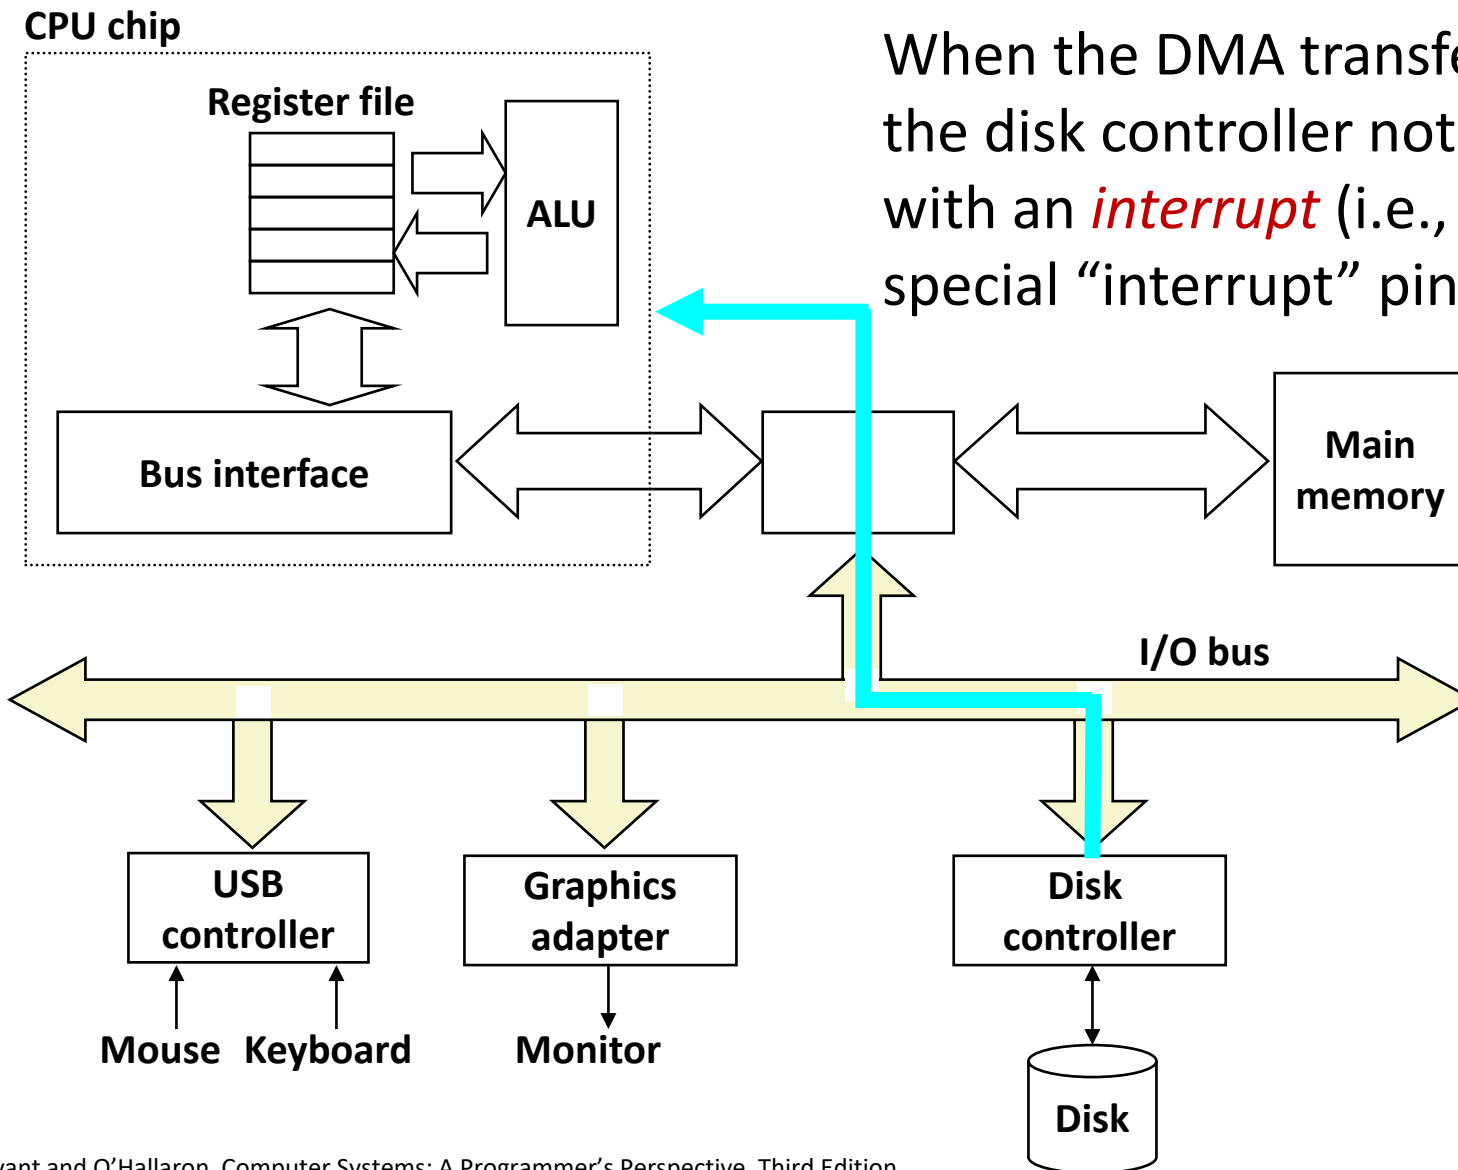 CPU chip
When the DMA transfe
the disk controller not
with an interrupt (i.e.,
special “interrupt” pin
Register file
ALU
Bus interface
Main
memory
I/O bus
USB
controller
Graphics
adapter
Disk
controller
Mouse Keyboard
Monitor
Disk
yant and O’Hallaron, Computer Systems: A Programmer’s Perspective, Third Edition